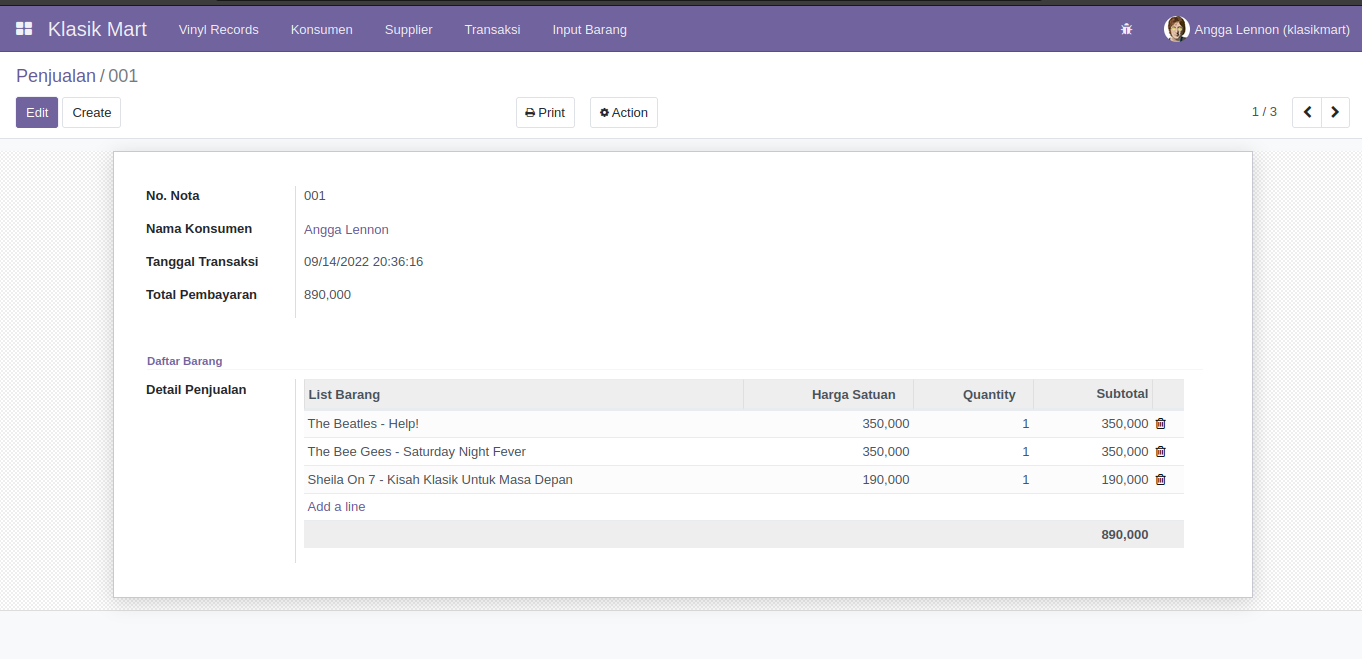 Klasik Mart Vinyl Records Konsumen Supplier Transaksi Input Barang Angga Lennon (klasikmart)
Penjualan / 001
Edit Create Print Action 1 / 3
No. Nota 001
Nama Konsumen Angga Lennon
Tanggal Transaksi 09/14/2022 20:36:16
Total Pembayaran 890,000
Daftar Barang
Detail Penjualan
List Barang Harga Satuan Quantity Subtotal
The Beatles - Help! 350,000 1 350,000
The Bee Gees - Saturday Night Fever 350,000 1 350,000
Sheila On 7 - Kisah Klasik Untuk Masa Depan 190,000 1 190,000
Add a line
890,000